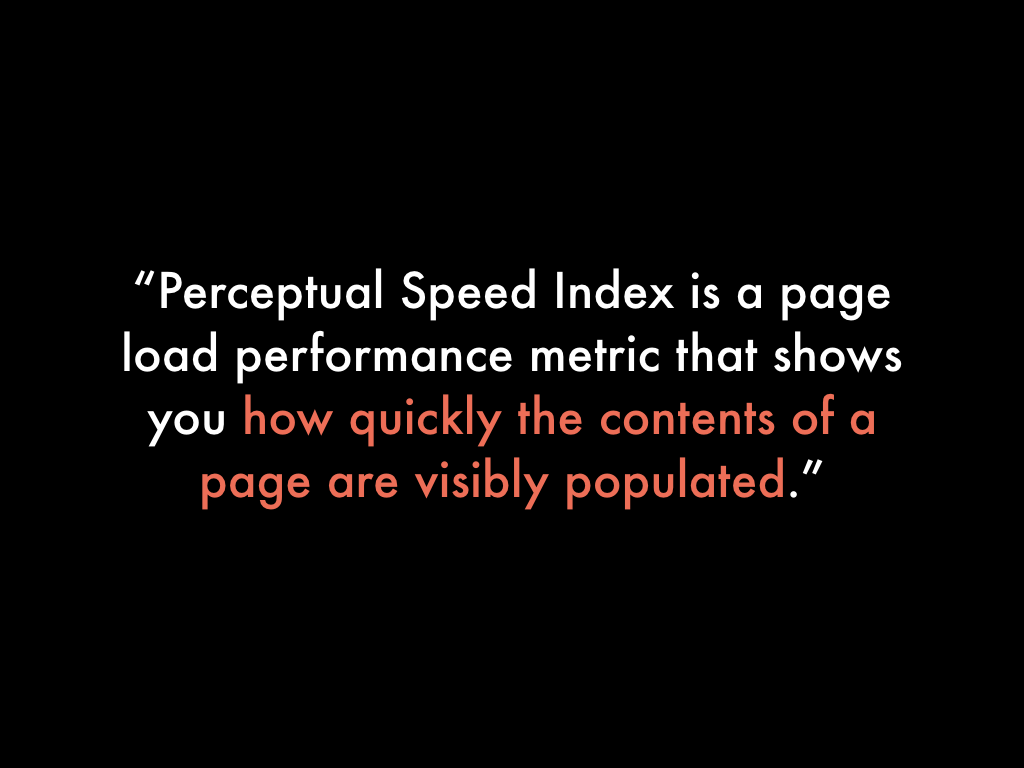 “Perceptual Speed Index is a page
load performance metric that shows
you how quickly the contents of a
page are visibly populated.”